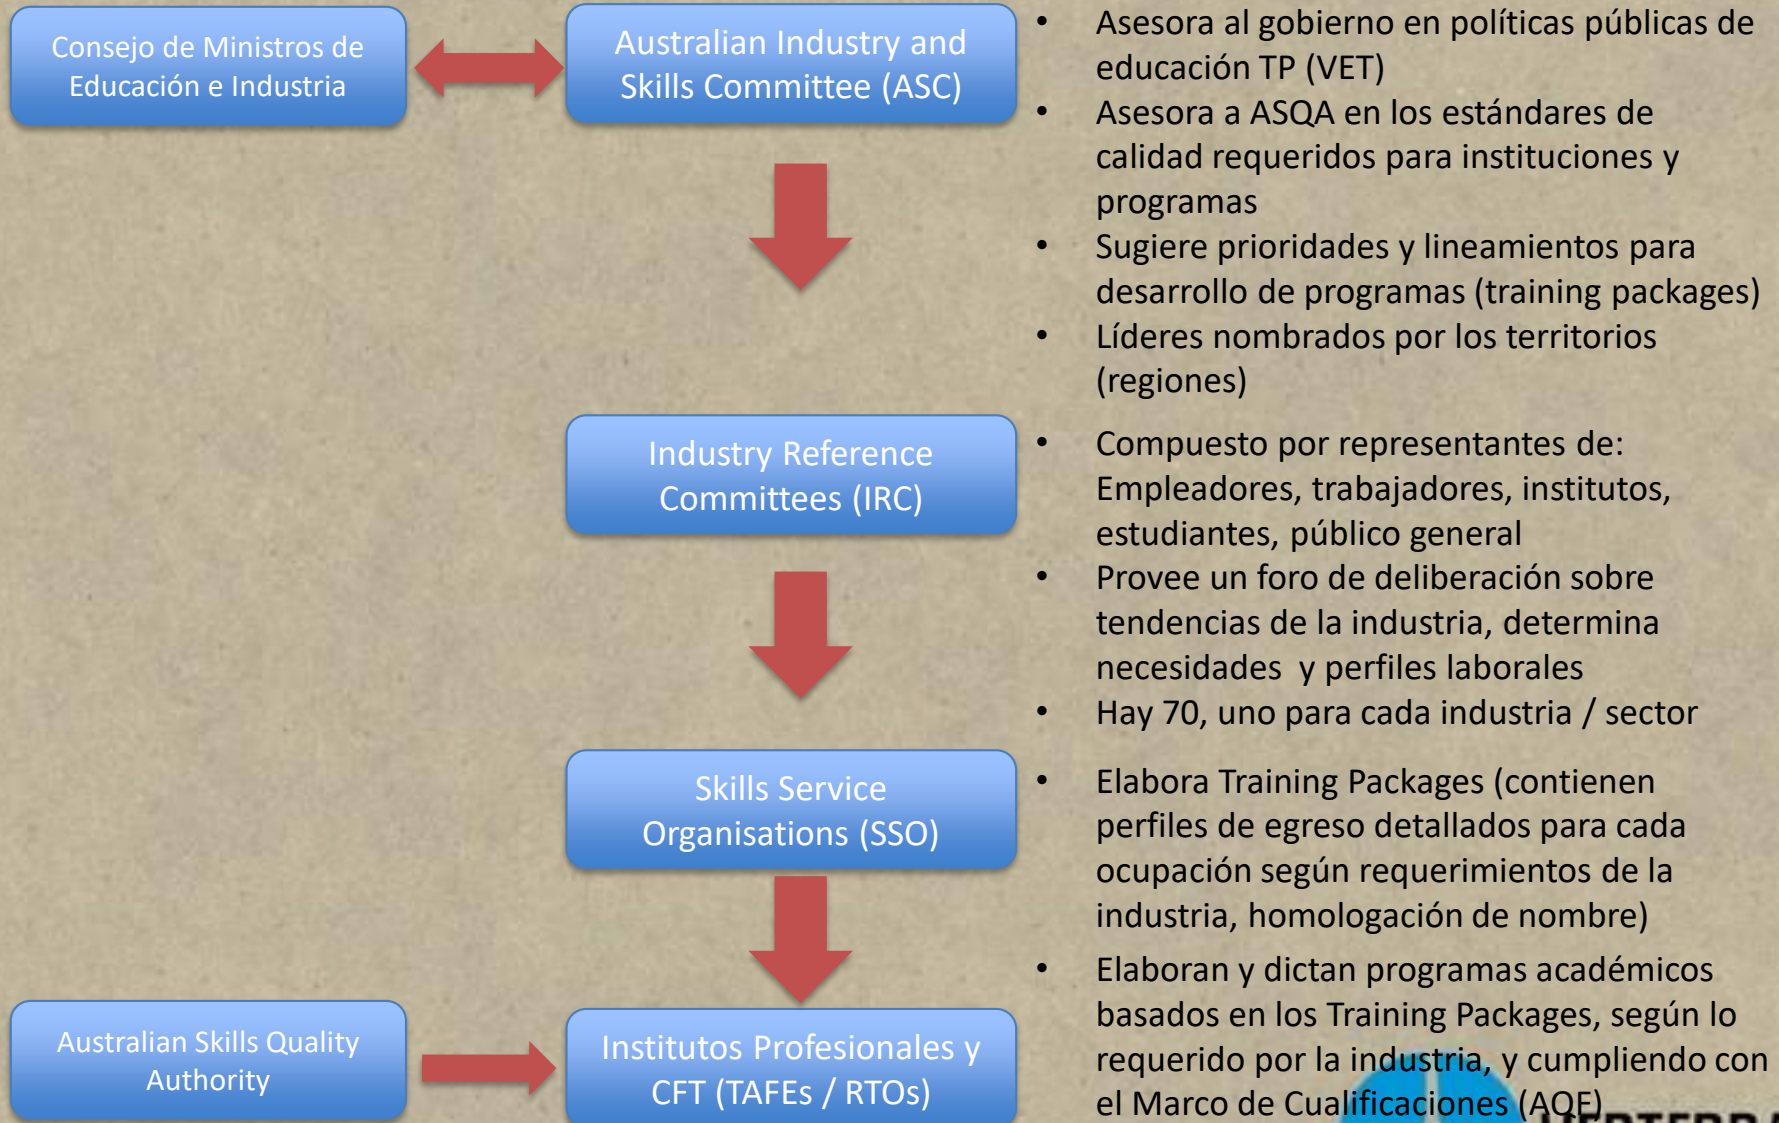 Consejo de Ministros de
Educación e Industria
Australian Industry and
Skills Committee (ASC)
• Asesora al gobierno en políticas públicas de
educación TP (VET)
• Asesora a ASQA en los estándares de
calidad requeridos para instituciones y
programas
• Sugiere prioridades y lineamientos para
desarrollo de programas (training packages)
• Líderes nombrados por los territorios
(regiones)
Industry Reference
Committees (IRC)
• Compuesto por representantes de:
Empleadores, trabajadores, institutos,
estudiantes, público general
• Provee un foro de deliberación sobre
tendencias de la industria, determina
necesidades y perfiles laborales
• Hay 70, uno para cada industria / sector
Skills Service
Organisations (SSO)
• Elabora Training Packages (contienen
perfiles de egreso detallados para cada
ocupación según requerimientos de la
industria, homologación de nombre)
Australian Skills Quality
Authority
Institutos Profesionales y
CFT (TAFEs / RTOs)
• Elaboran y dictan programas académicos
basados en los Training Packages, según lo
requerido por la industria, y cumpliendo con
el Marco de Cualificaciones (AQF)